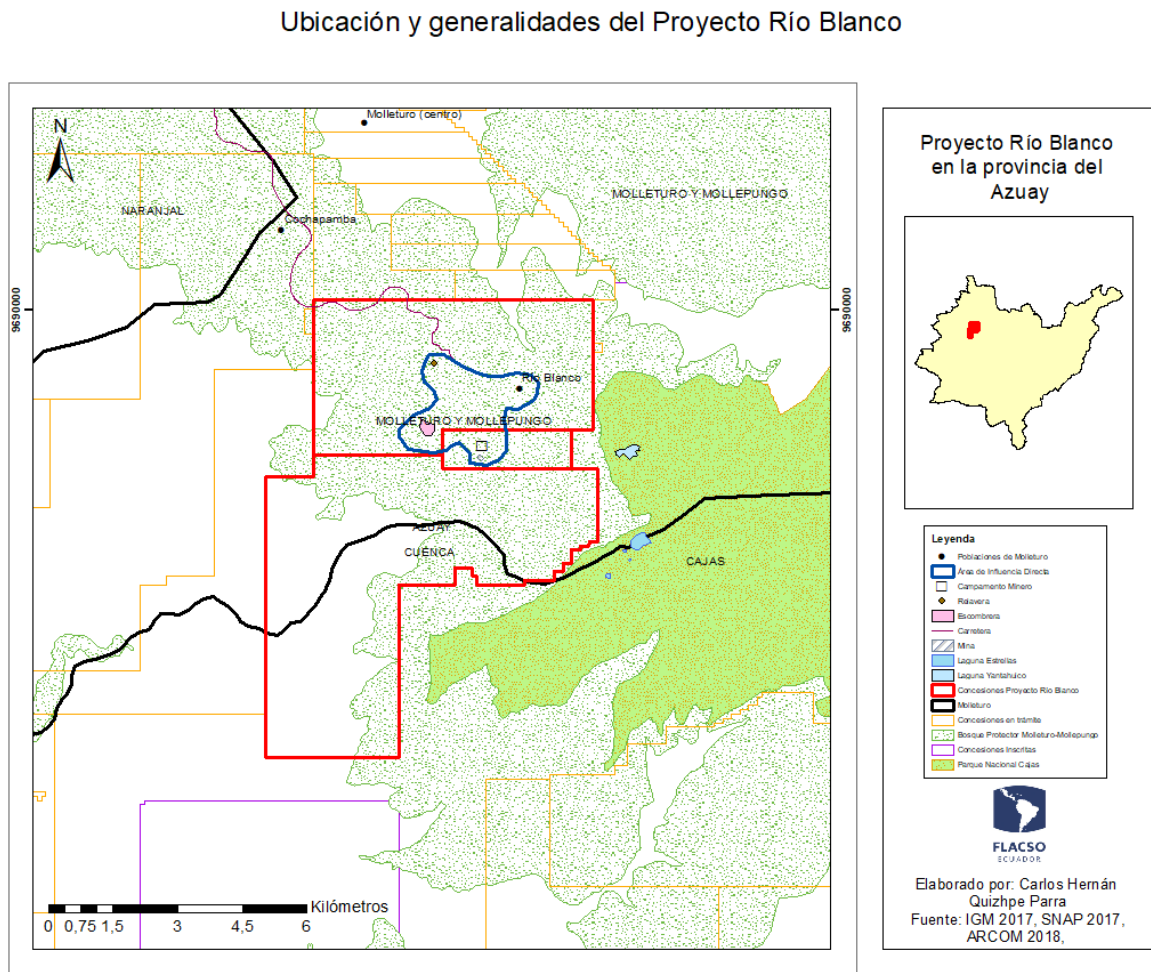 Ubicación y generalidades del Proyecto Río Blanco
N
Molleturo (centro)
MOLLETURO Y MOLLEPUNGO
NARANJAL
Cochapamba
9690000
9690000
Río Blanco
MOLLETURO Y MOLLEPUNGO
AZUAY
CUENCA
CAJAS
Kilómetros
0 0,75 1,5 3 4,5 6
Proyecto Río Blanco
en la provincia del
Azuay
Leyenda
Poblaciones de Molleturo
Área de Influencia Directa
Campamento Minero
Relavera
Escombrera
Carretera
Mina
Laguna Estrellas
Laguna Yantahuico
Concesiones Proyecto Río Blanco
Molleturo
Concesiones en trámite
Bosque Protector Molleturo-Mollepungo
Concesiones Inscritas
Parque Nacional Cajas
FLACSO
ECUADOR
Elaborado por: Carlos Hernán
Quizhpe Parra
Fuente: IGM 2017, SNAP 2017,
ARCOM 2018,